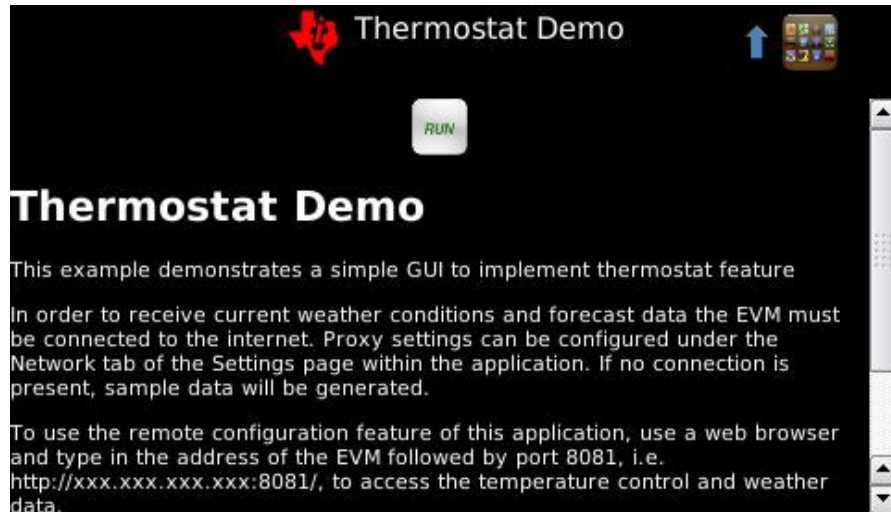 Thermostat Demo
RUN
Thermostat Demo
This example demonstrates a simple GUI to implement thermostat feature
In order to receive current weather conditions and forecast data the EVM must
be connected to the internet. Proxy settings can be configured under the
Network tab of the Settings page within the application. If no connection is
present, sample data will be generated.
To use the remote configuration feature of this application, use a web browser
and type in the address of the EVM followed by port 8081, i.e.
http://xxx.xxx.xxx.xxx:8081/, to access the temperature control and weather
data.